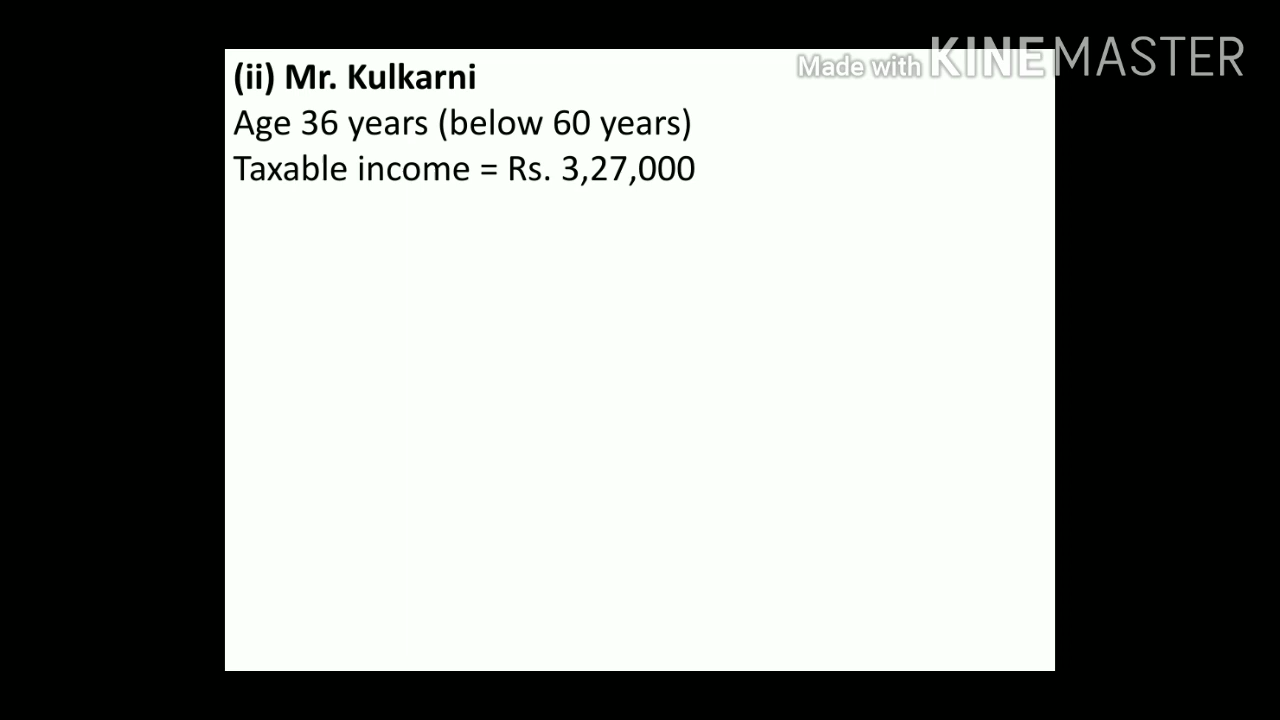 Made with KINEMASTER
(ii) Mr. Kulkarni
Age 36 years (below 60 years)
Taxable income = Rs. 3,27,000